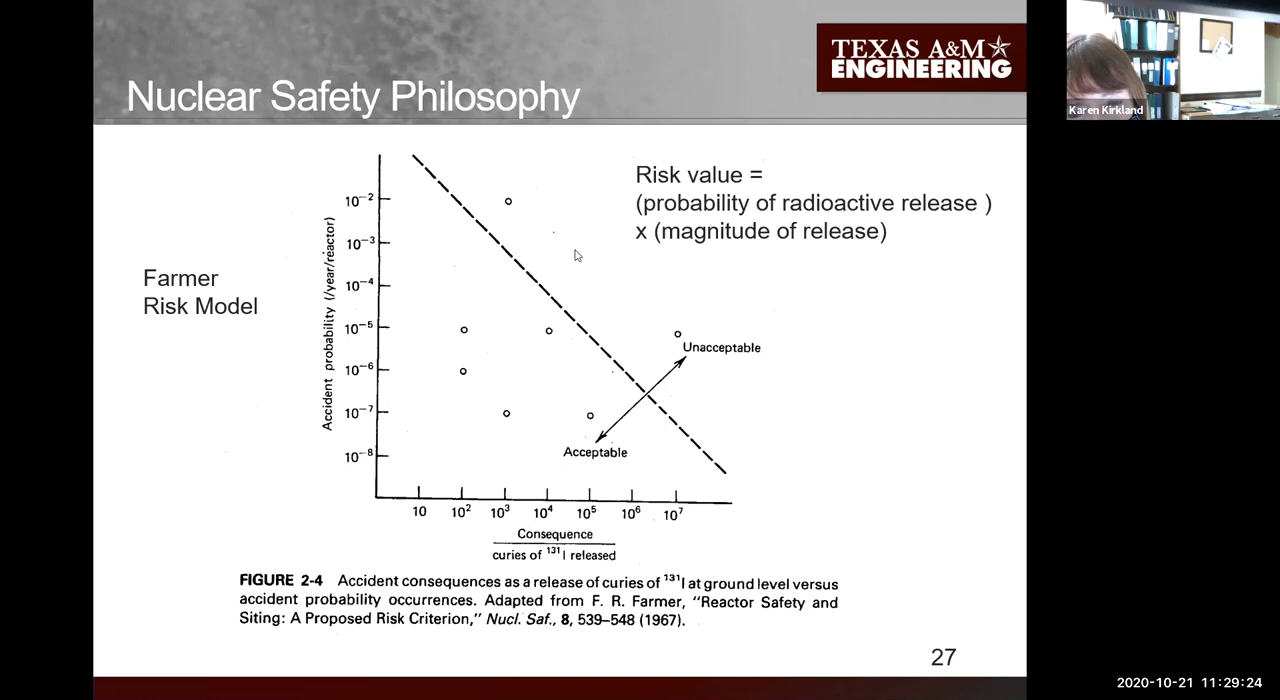 Nuclear Safety Philosophy
TEXAS A&M
ENGINEERING
Karen Kirkland
Risk value =
(probability of radioactive release )
x (magnitude of release)
Farmer
Risk Model
Accident probability (/year/reactor)
10⁻²
10⁻³
10⁻⁴
10⁻⁵
10⁻⁶
10⁻⁷
10⁻⁸
Unacceptable
Acceptable
10 10² 10³ 10⁴ 10⁵ 10⁶ 10⁷
Consequence
curies of ¹³¹I released
FIGURE 2-4 Accident consequences as a release of curies of ¹³¹I at ground level versus
accident probability occurrences. Adapted from F. R. Farmer, “Reactor Safety and
Siting: A Proposed Risk Criterion,” Nucl. Saf., 8, 539–548 (1967).
27
2020-10-21 11:29:24